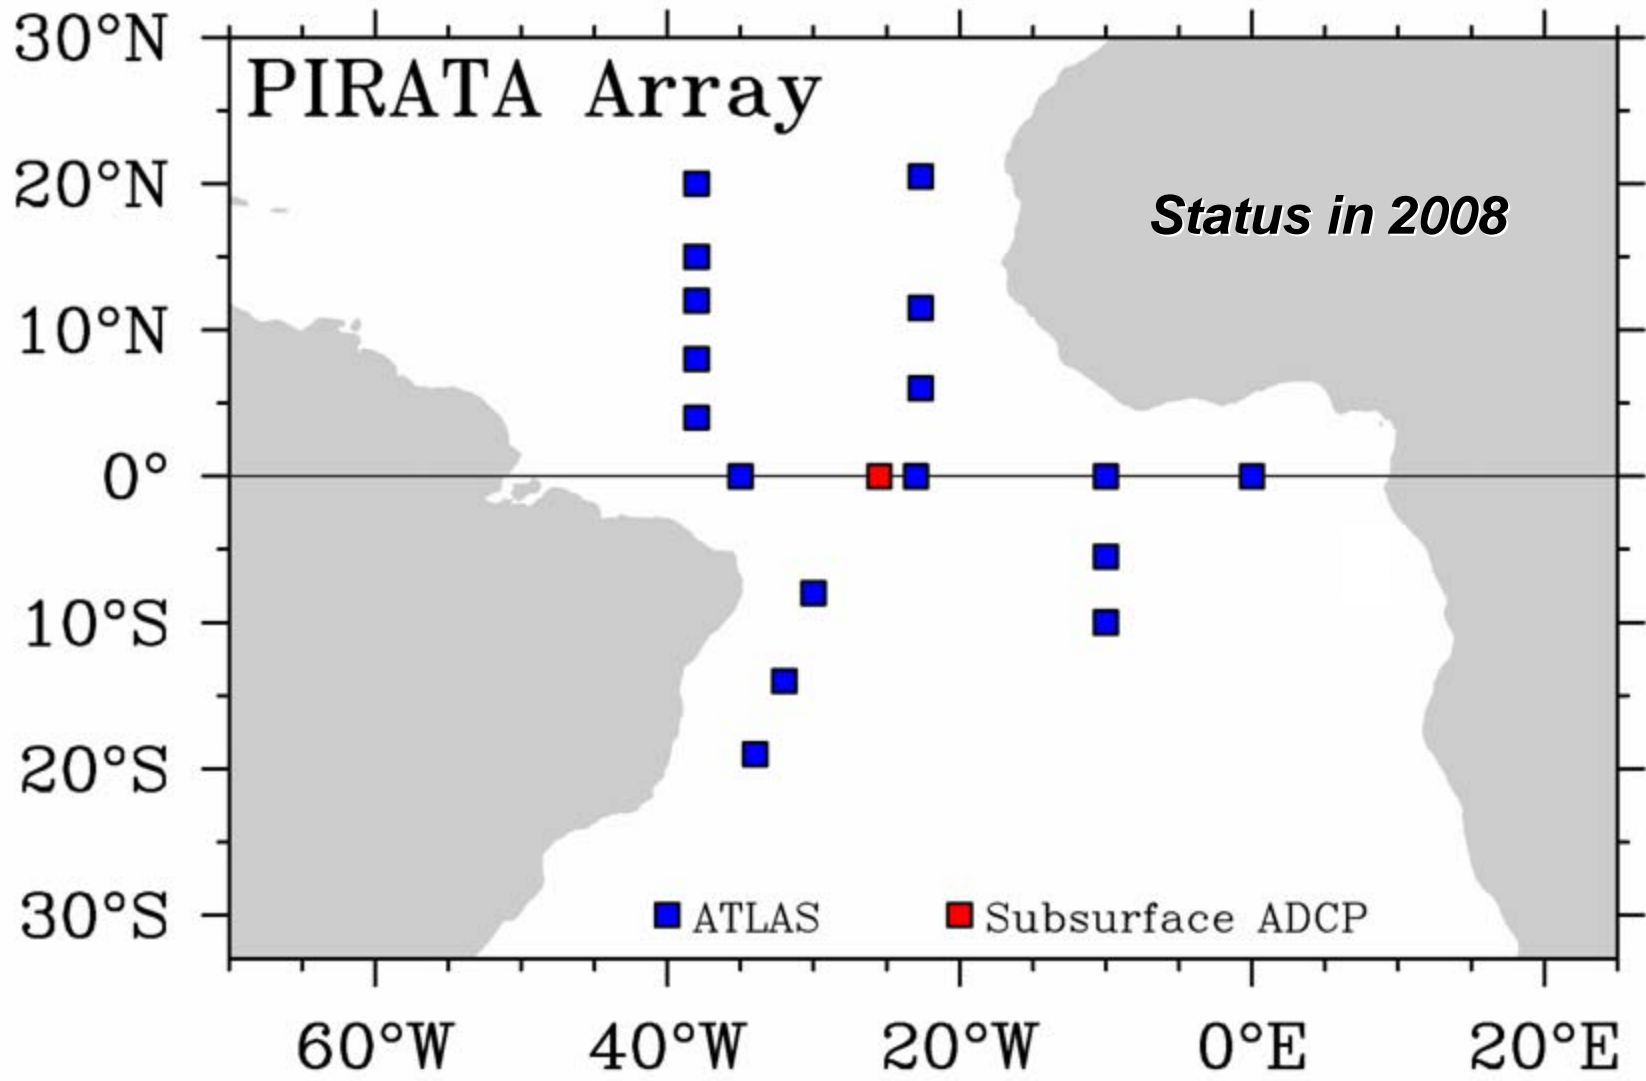 PIRATA Array
Status in 2008
30°N
20°N
10°N
0°
10°S
20°S
30°S
ATLAS
Subsurface ADCP
60°W
40°W
20°W
0°E
20°E